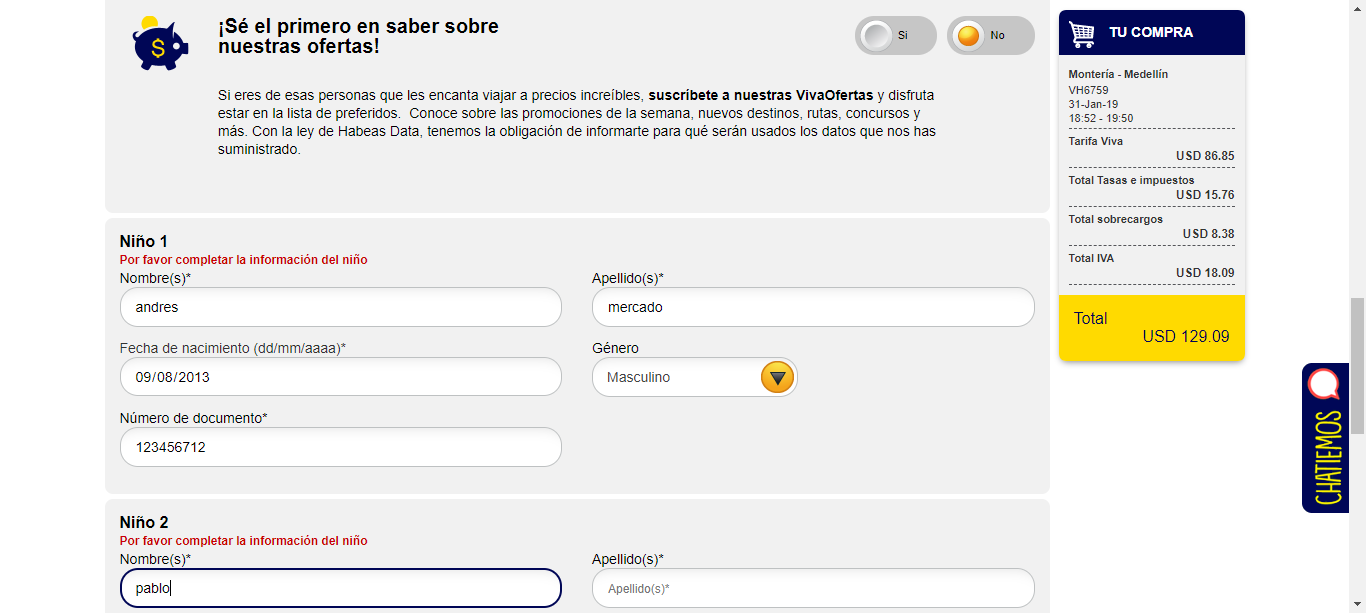 ¡Sé el primero en saber sobre
nuestras ofertas!
Si
No
Si eres de esas personas que les encanta viajar a precios increíbles, suscríbete a nuestras VivaOfertas y disfruta
estar en la lista de preferidos. Conoce sobre las promociones de la semana, nuevos destinos, rutas, concursos y
más. Con la ley de Habeas Data, tenemos la obligación de informarte para qué serán usados los datos que nos has
suministrado.
Niño 1
Por favor completar la información del niño
Nombre(s)*
Apellido(s)*
andres
mercado
Fecha de nacimiento (dd/mm/aaaa)*
Género
09/08/2013
Masculino
Número de documento*
123456712
Niño 2
Por favor completar la información del niño
Nombre(s)*
Apellido(s)*
pablo
Apellido(s)*
TU COMPRA
Montería - Medellín
VH6759
31-Jan-19
18:52 - 19:50
Tarifa Viva
USD 86.85
Total Tasas e impuestos
USD 15.76
Total sobrecargos
USD 8.38
Total IVA
USD 18.09
Total
USD 129.09
CHATIEMOS